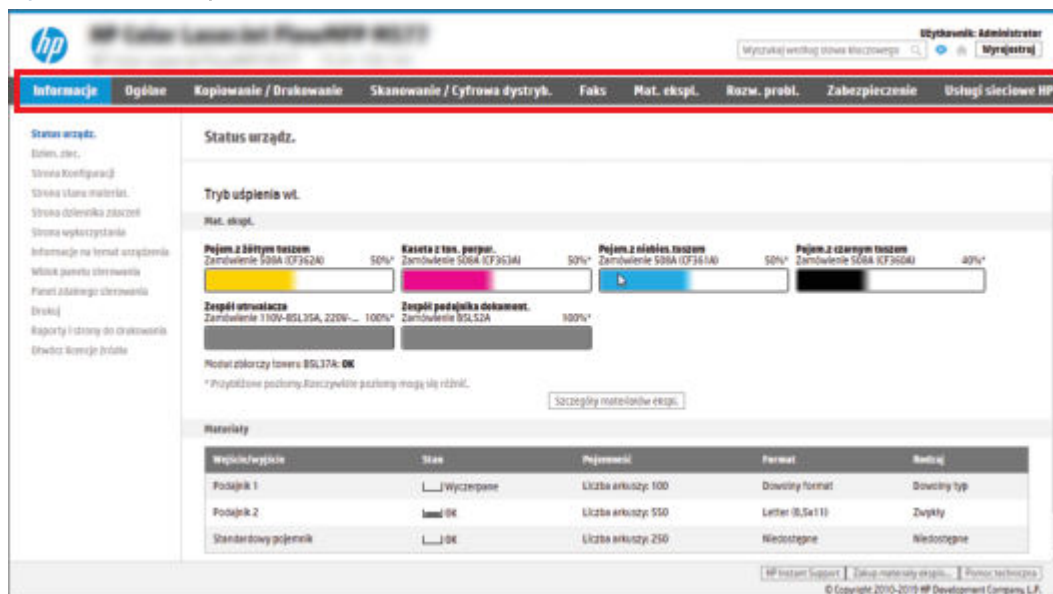 hp
Użytkownik: Administrator
Wyszukaj według słowa kluczowego
Wyrejestruj
Informacje Ogólne Kopiowanie / Drukowanie Skanowanie / Cyfrowa dystryb. Faks Mat. ekspl. Rozw. probl. Zabezpieczenie Usługi sieciowe HP
Status urządz.
Dzien. zlec.
Strona Konfiguracji
Strona stanu materiał.
Strona dziennika zdarzeń
Strona wykorzystania
Informacje na temat urządzenia
Widok panelu sterowania
Panel zdalnego sterowania
Drukuj
Raporty i strony do drukowania
Otwórz licencje źródła
Status urządz.
Tryb uśpienia wł.
Mat. ekspl.
Pojem.z żółtym tuszem
Zamówienie 508A (CF362A) 50%*
Kaseta z ton. purpur.
Zamówienie 508A (CF363A) 50%*
Pojem.z niebies.tuszem
Zamówienie 508A (CF361A) 50%*
Pojem.z czarnym tuszem
Zamówienie 508A (CF360A) 40%*
Zespół utrwalacza
Zamówienie 110V-B5L35A, 220V-... 100%*
Zespół podajnika dokument.
Zamówienie B5L52A 100%*
Moduł zbiorczy toneru B5L37A: OK
* Przybliżone poziomy.Rzeczywiste poziomy mogą się różnić.
Szczegóły materiałów ekspl.
Materiały
Wejście/wyjście Stan Pojemność Format Rodzaj
Podajnik 1 Wyczerpane Liczba arkuszy: 100 Dowolny format Dowolny typ
Podajnik 2 OK Liczba arkuszy: 550 Letter (8,5x11) Zwykły
Standardowy pojemnik OK Liczba arkuszy: 250 Niedostępne Niedostępne
HP Instant Support Zakup materiały ekspl... Pomoc techniczna
© Copyright 2010-2019 HP Development Company, L.P.